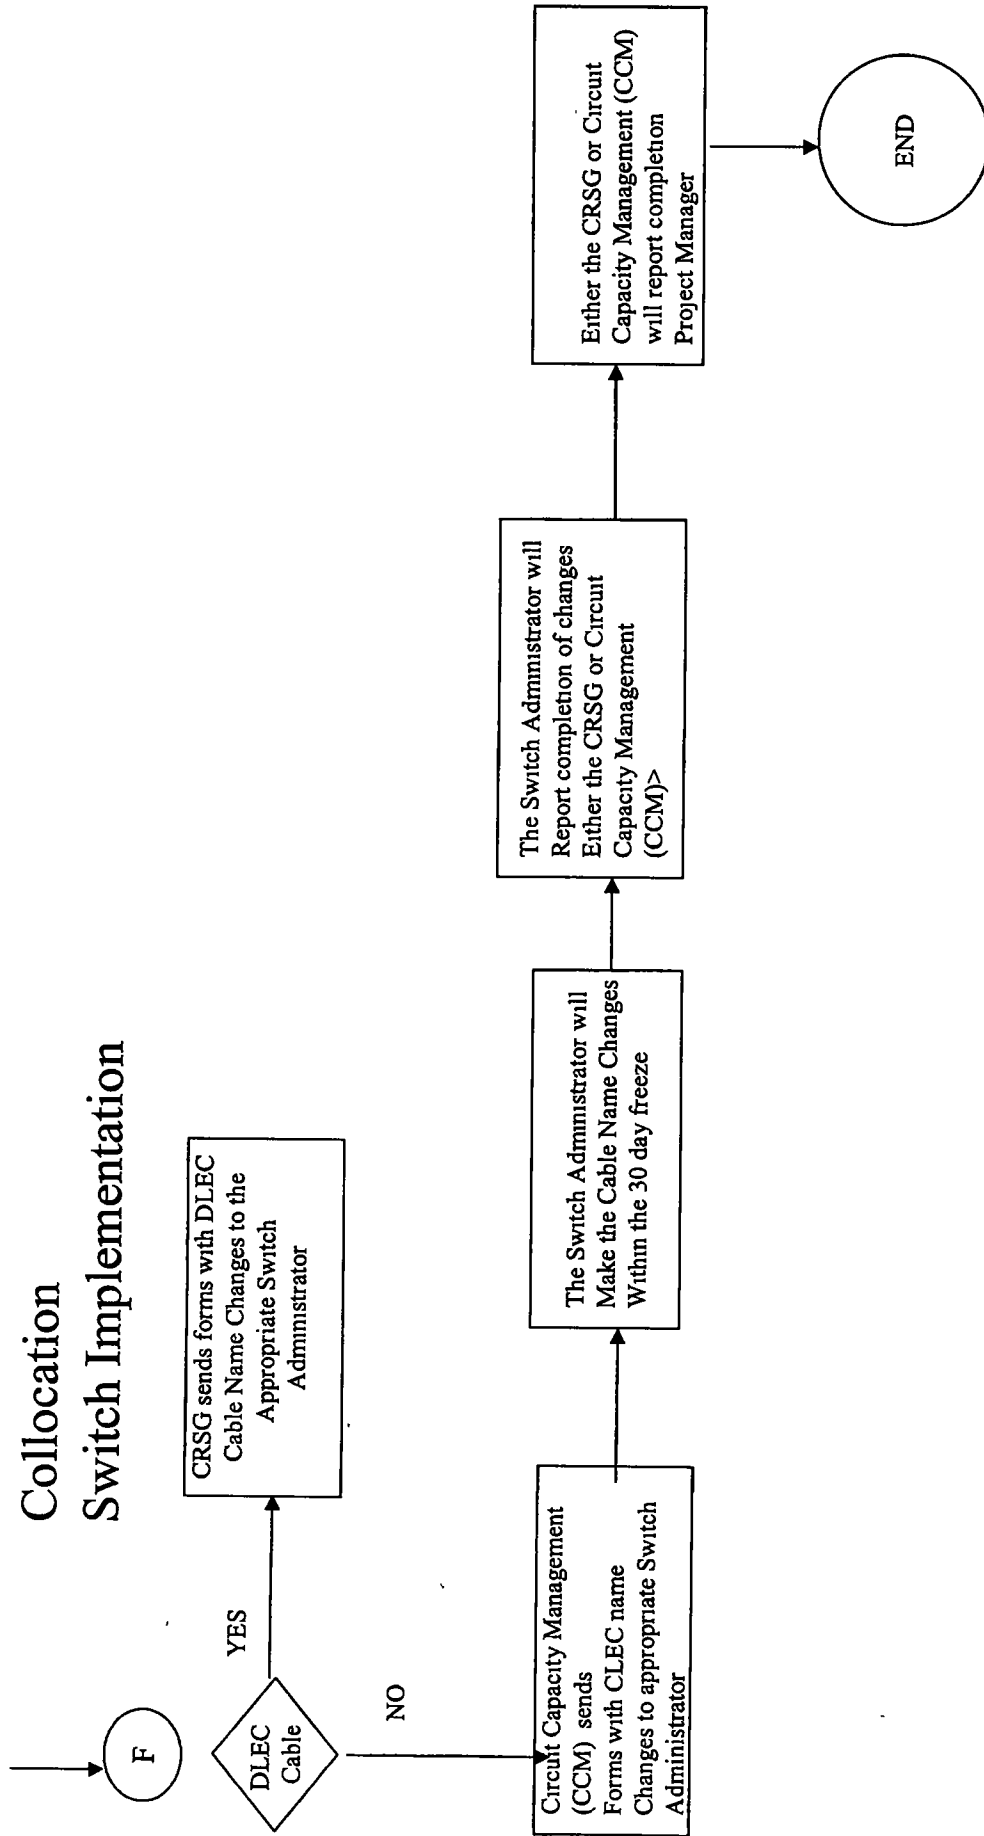 Collocation
Switch Implementation
F
DLEC
Cable
YES
CRSG sends forms with DLEC
Cable Name Changes to the
Appropriate Switch
Administrator
NO
Circuit Capacity Management
(CCM) sends
Forms with CLEC name
Changes to appropriate Switch
Administrator
The Switch Administrator will
Make the Cable Name Changes
Within the 30 day freeze
The Switch Administrator will
Report completion of changes
Either the CRSG or Circuit
Capacity Management
(CCM)>
Either the CRSG or Circuit
Capacity Management (CCM)
will report completion
Project Manager
END